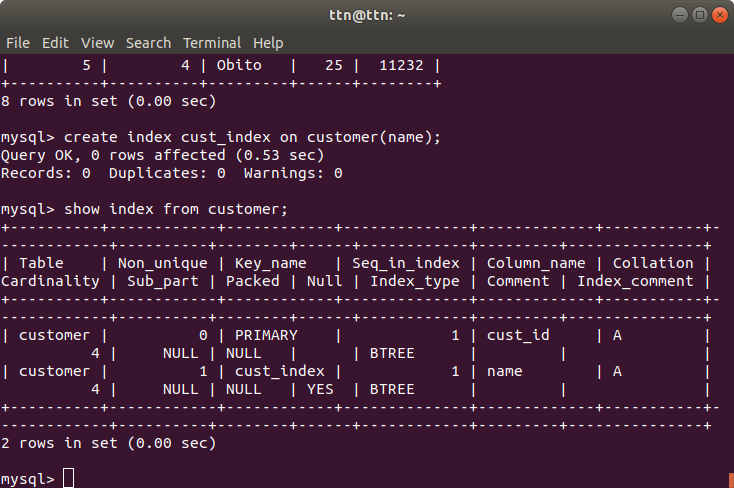 ttn@ttn: ~
File Edit View Search Terminal Help
|         5 |        4 | Obito   |   25 |  11232 |
+----------+----------+---------+------+--------+
8 rows in set (0.00 sec)
mysql> create index cust_index on customer(name);
Query OK, 0 rows affected (0.53 sec)
Records: 0  Duplicates: 0  Warnings: 0
mysql> show index from customer;
+----------+------------+------------+--------------+-------------+-----------+-
------------+----------+--------+------+------------+---------+---------------+
| Table    | Non_unique | Key_name   | Seq_in_index | Column_name | Collation |
Cardinality | Sub_part | Packed | Null | Index_type | Comment | Index_comment |
+----------+------------+------------+--------------+-------------+-----------+-
------------+----------+--------+------+------------+---------+---------------+
| customer |          0 | PRIMARY    |            1 | cust_id     | A         |
          4 |     NULL | NULL   |      | BTREE      |         |               |
| customer |          1 | cust_index |            1 | name        | A         |
          4 |     NULL | NULL   | YES  | BTREE      |         |               |
+----------+------------+------------+--------------+-------------+-----------+-
------------+----------+--------+------+------------+---------+---------------+
2 rows in set (0.00 sec)
mysql>